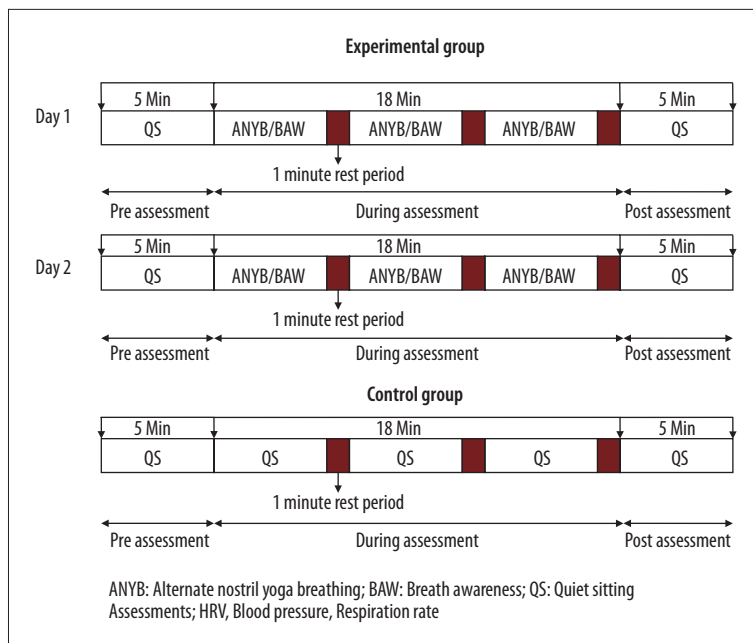 Experimental group
5 Min 18 Min 5 Min
Day 1 QS ANYB/BAW ANYB/BAW ANYB/BAW QS
1 minute rest period
Pre assessment During assessment Post assessment
5 Min 18 Min 5 Min
Day 2 QS ANYB/BAW ANYB/BAW ANYB/BAW QS
1 minute rest period
Pre assessment During assessment Post assessment
Control group
5 Min 18 Min 5 Min
QS QS QS QS QS
1 minute rest period
Pre assessment During assessment Post assessment
ANYB: Alternate nostril yoga breathing; BAW: Breath awareness; QS: Quiet sitting
Assessments; HRV, Blood pressure, Respiration rate